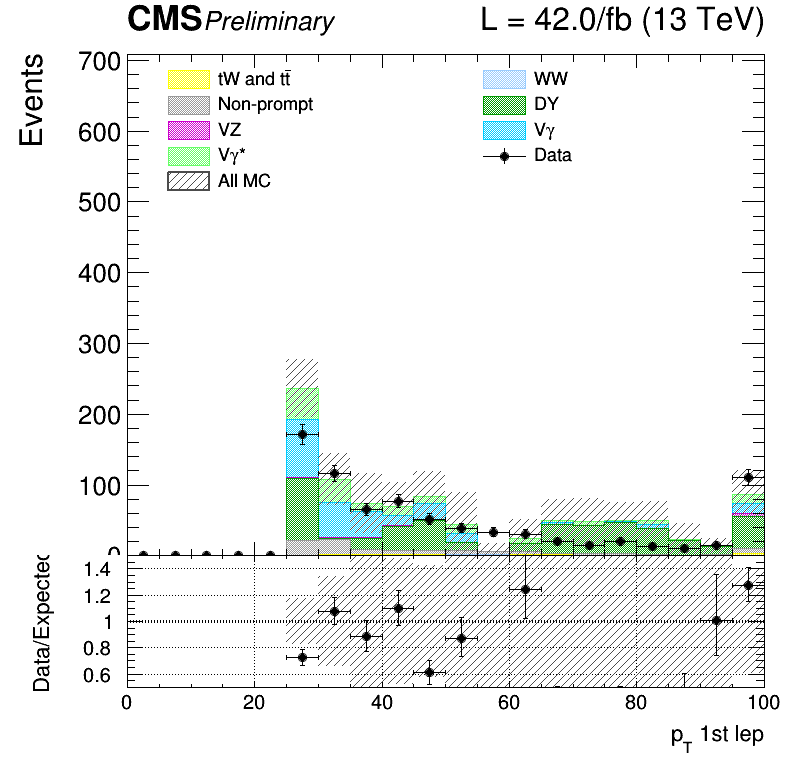 CMS Preliminary L = 42.0/fb (13 TeV)
Events
700
600
500
400
300
200
100
0
tW and tt̄
Non-prompt
VZ
Vγ*
All MC
WW
DY
Vγ
Data
Data/Expected
1.4
1.2
1
0.8
0.6
0 20 40 60 80 100
p_T 1st lep